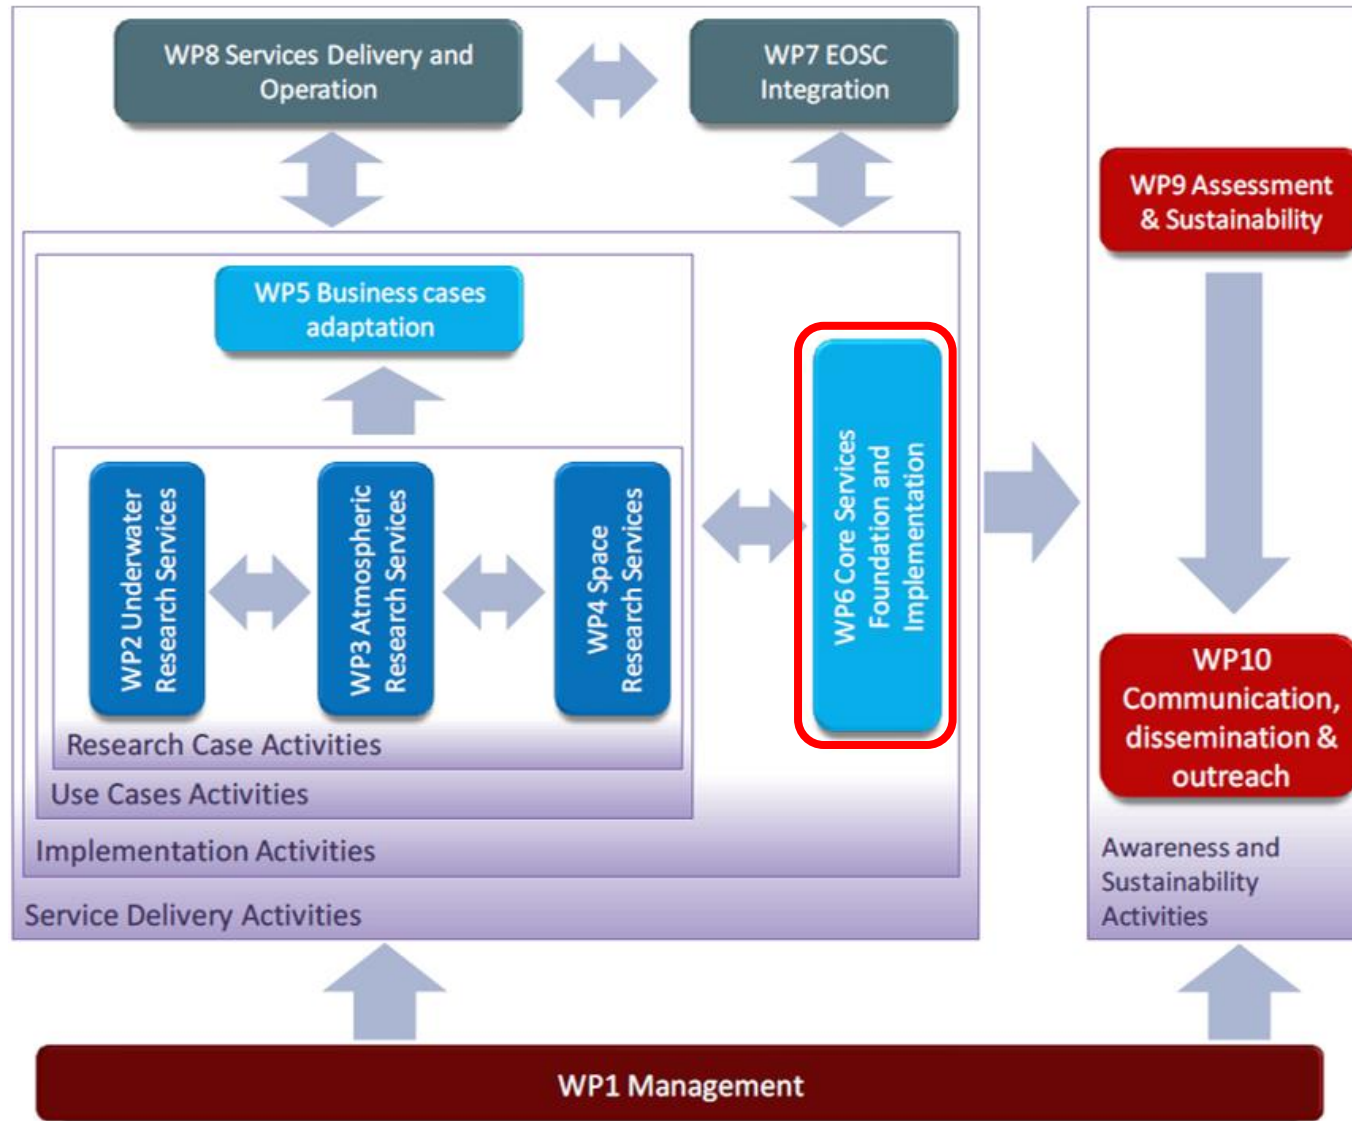 WP8 Services Delivery and
Operation
WP7 EOSC
Integration
WP9 Assessment
& Sustainability
WP5 Business cases
adaptation
WP2 Underwater
Research Services
WP3 Atmospheric
Research Services
WP4 Space
Research Services
WP6 Core Services
Foundation and
Implementation
WP10
Communication,
dissemination &
outreach
Research Case Activities
Use Cases Activities
Implementation Activities
Service Delivery Activities
Awareness and
Sustainability
Activities
WP1 Management